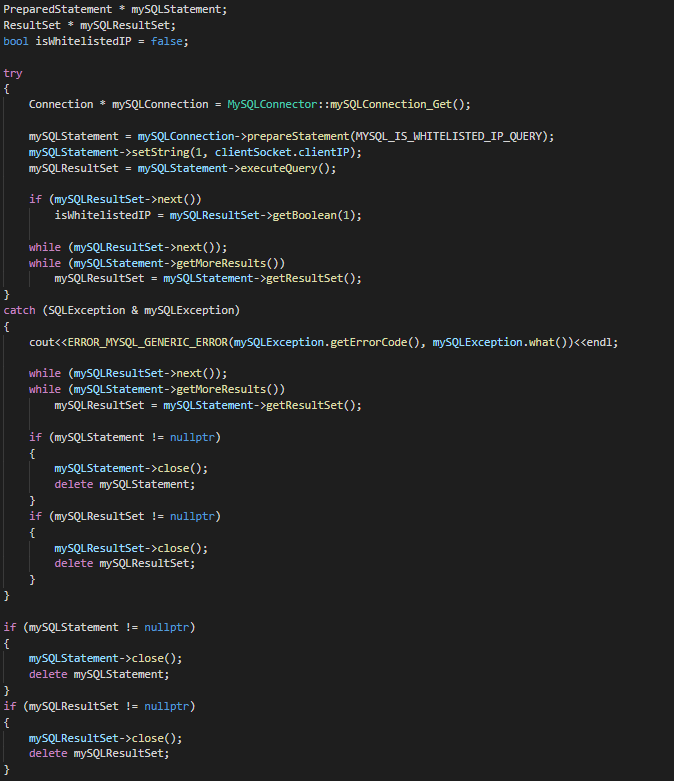 PreparedStatement * mySQLStatement;
ResultSet * mySQLResultSet;
bool isWhitelistedIP = false;

try
{
    Connection * mySQLConnection = MySQLConnector::mySQLConnection_Get();

    mySQLStatement = mySQLConnection->prepareStatement(MYSQL_IS_WHITELISTED_IP_QUERY);
    mySQLStatement->setString(1, clientSocket.clientIP);
    mySQLResultSet = mySQLStatement->executeQuery();

    if (mySQLResultSet->next())
        isWhitelistedIP = mySQLResultSet->getBoolean(1);

    while (mySQLResultSet->next());
    while (mySQLStatement->getMoreResults())
        mySQLResultSet = mySQLStatement->getResultSet();
}
catch (SQLException & mySQLException)
{
    cout<<ERROR_MYSQL_GENERIC_ERROR(mySQLException.getErrorCode(), mySQLException.what())<<endl;

    while (mySQLResultSet->next());
    while (mySQLStatement->getMoreResults())
        mySQLResultSet = mySQLStatement->getResultSet();

    if (mySQLStatement != nullptr)
    {
        mySQLStatement->close();
        delete mySQLStatement;
    }
    if (mySQLResultSet != nullptr)
    {
        mySQLResultSet->close();
        delete mySQLResultSet;
    }
}

if (mySQLStatement != nullptr)
{
    mySQLStatement->close();
    delete mySQLStatement;
}
if (mySQLResultSet != nullptr)
{
    mySQLResultSet->close();
    delete mySQLResultSet;
}